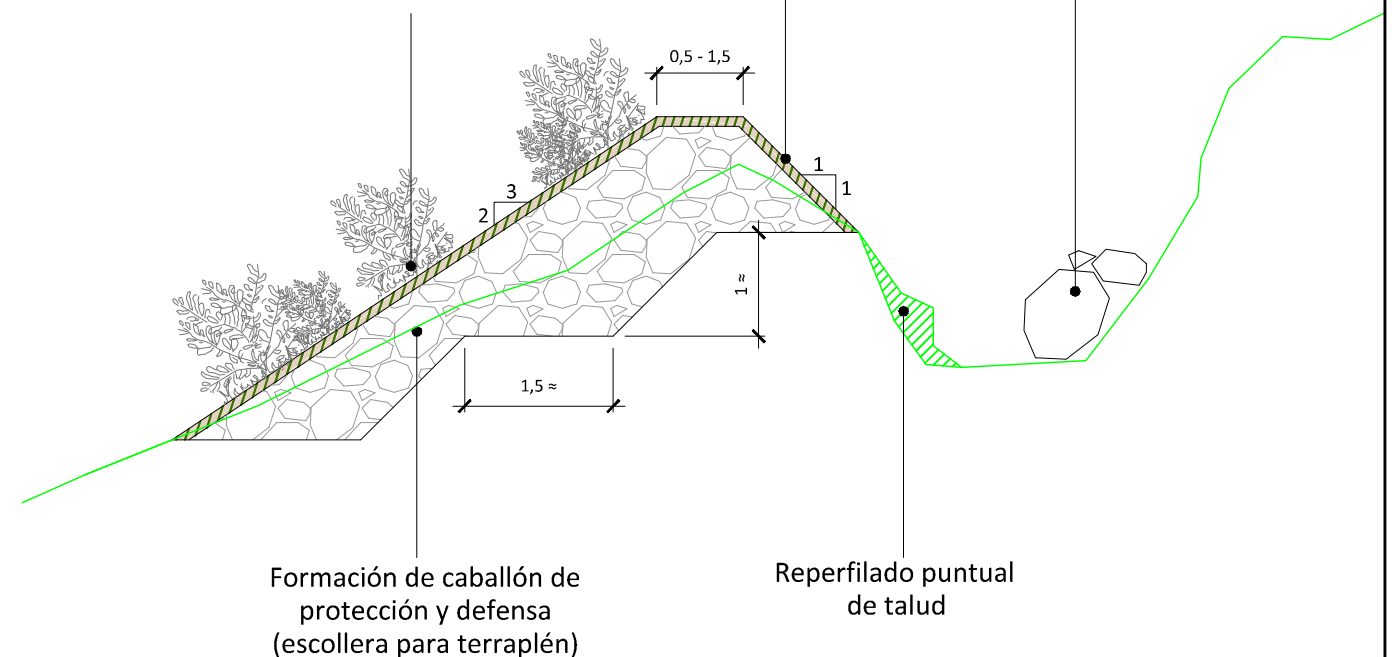 0,5 - 1,5
1
1
3
2
1 ≈
1,5 ≈
Formación de caballón de
protección y defensa
(escollera para terraplén)
Reperfilado puntual
de talud